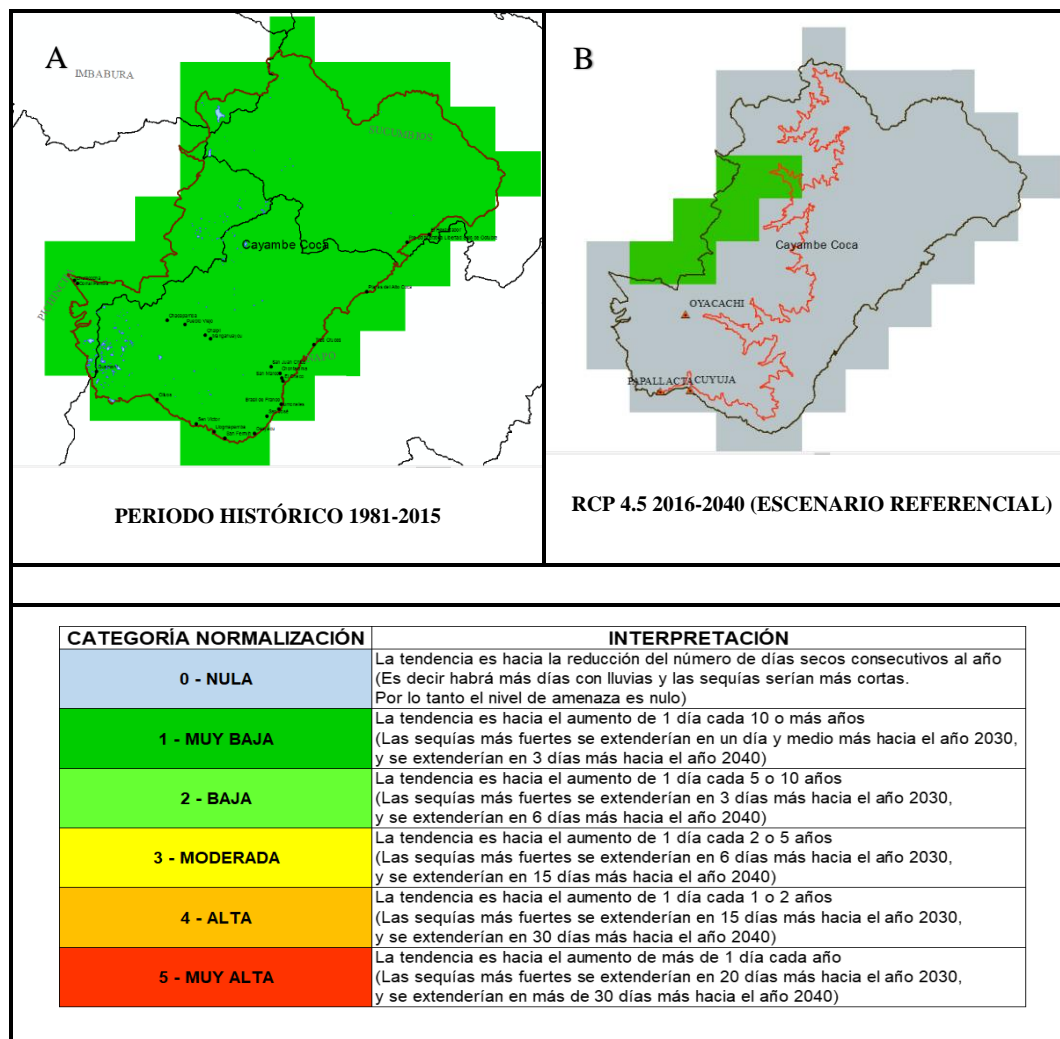 A
IMBABURA
SUCUMBIOS
Cayambe Coca
Oyacachi
PERIODO HISTÓRICO 1981-2015
B
Cayambe Coca
OYACACHI
PAPALLACTA
CUYUJA
RCP 4.5 2016-2040 (ESCENARIO REFERENCIAL)
CATEGORÍA NORMALIZACIÓN
INTERPRETACIÓN
0 - NULA
La tendencia es hacia la reducción del número de días secos consecutivos al año
(Es decir habrá más días con lluvias y las sequías serían más cortas.
Por lo tanto el nivel de amenaza es nulo)
1 - MUY BAJA
La tendencia es hacia el aumento de 1 día cada 10 o más años
(Las sequías más fuertes se extenderían en un día y medio más hacia el año 2030,
y se extenderían en 3 días más hacia el año 2040)
2 - BAJA
La tendencia es hacia el aumento de 1 día cada 5 o 10 años
(Las sequías más fuertes se extenderían en 3 días más hacia el año 2030,
y se extenderían en 6 días más hacia el año 2040)
3 - MODERADA
La tendencia es hacia el aumento de 1 día cada 2 o 5 años
(Las sequías más fuertes se extenderían en 6 días más hacia el año 2030,
y se extenderían en 15 días más hacia el año 2040)
4 - ALTA
La tendencia es hacia el aumento de 1 día cada 1 o 2 años
(Las sequías más fuertes se extenderían en 15 días más hacia el año 2030,
y se extenderían en 30 días más hacia el año 2040)
5 - MUY ALTA
La tendencia es hacia el aumento de más de 1 día cada año
(Las sequías más fuertes se extenderían en 20 días más hacia el año 2030,
y se extenderían en más de 30 días más hacia el año 2040)